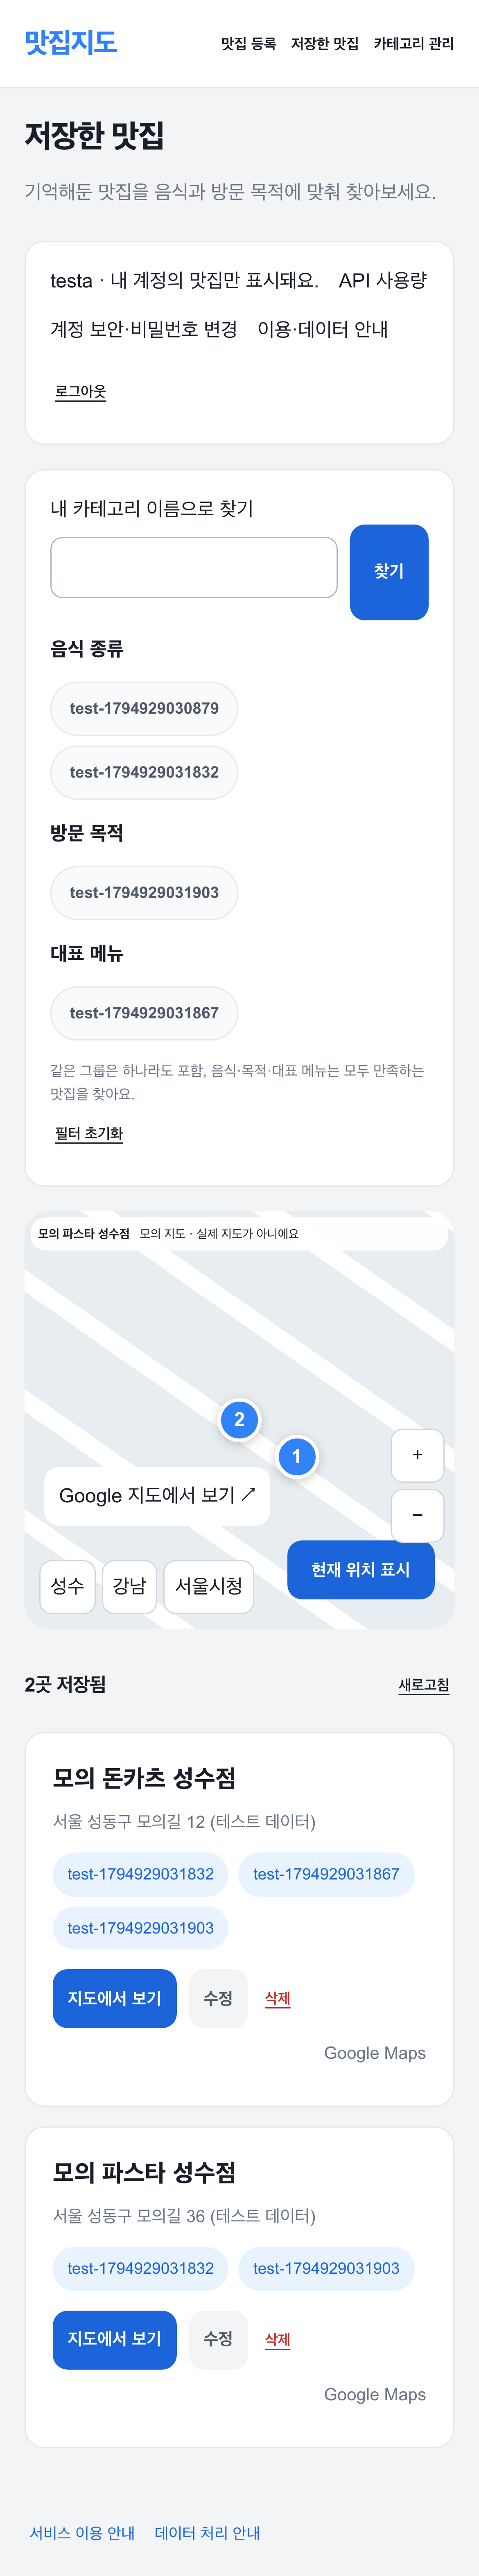 맛집지도
맛집 등록 저장한 맛집 카테고리 관리
저장한 맛집
기억해둔 맛집을 음식과 방문 목적에 맞춰 찾아보세요.
testa · 내 계정의 맛집만 표시돼요. API 사용량
계정 보안·비밀번호 변경 이용·데이터 안내
로그아웃
내 카테고리 이름으로 찾기
찾기
음식 종류
test-1794929030879
test-1794929031832
방문 목적
test-1794929031903
대표 메뉴
test-1794929031867
같은 그룹은 하나라도 포함, 음식·목적·대표 메뉴는 모두 만족하는
맛집을 찾아요.
필터 초기화
모의 파스타 성수점 모의 지도 · 실제 지도가 아니에요
2
1
+
Google 지도에서 보기 ↗
−
현재 위치 표시
성수 강남 서울시청
2곳 저장됨 새로고침
모의 돈카츠 성수점
서울 성동구 모의길 12 (테스트 데이터)
test-1794929031832 test-1794929031867
test-1794929031903
지도에서 보기 수정 삭제
Google Maps
모의 파스타 성수점
서울 성동구 모의길 36 (테스트 데이터)
test-1794929031832 test-1794929031903
지도에서 보기 수정 삭제
Google Maps
서비스 이용 안내 데이터 처리 안내